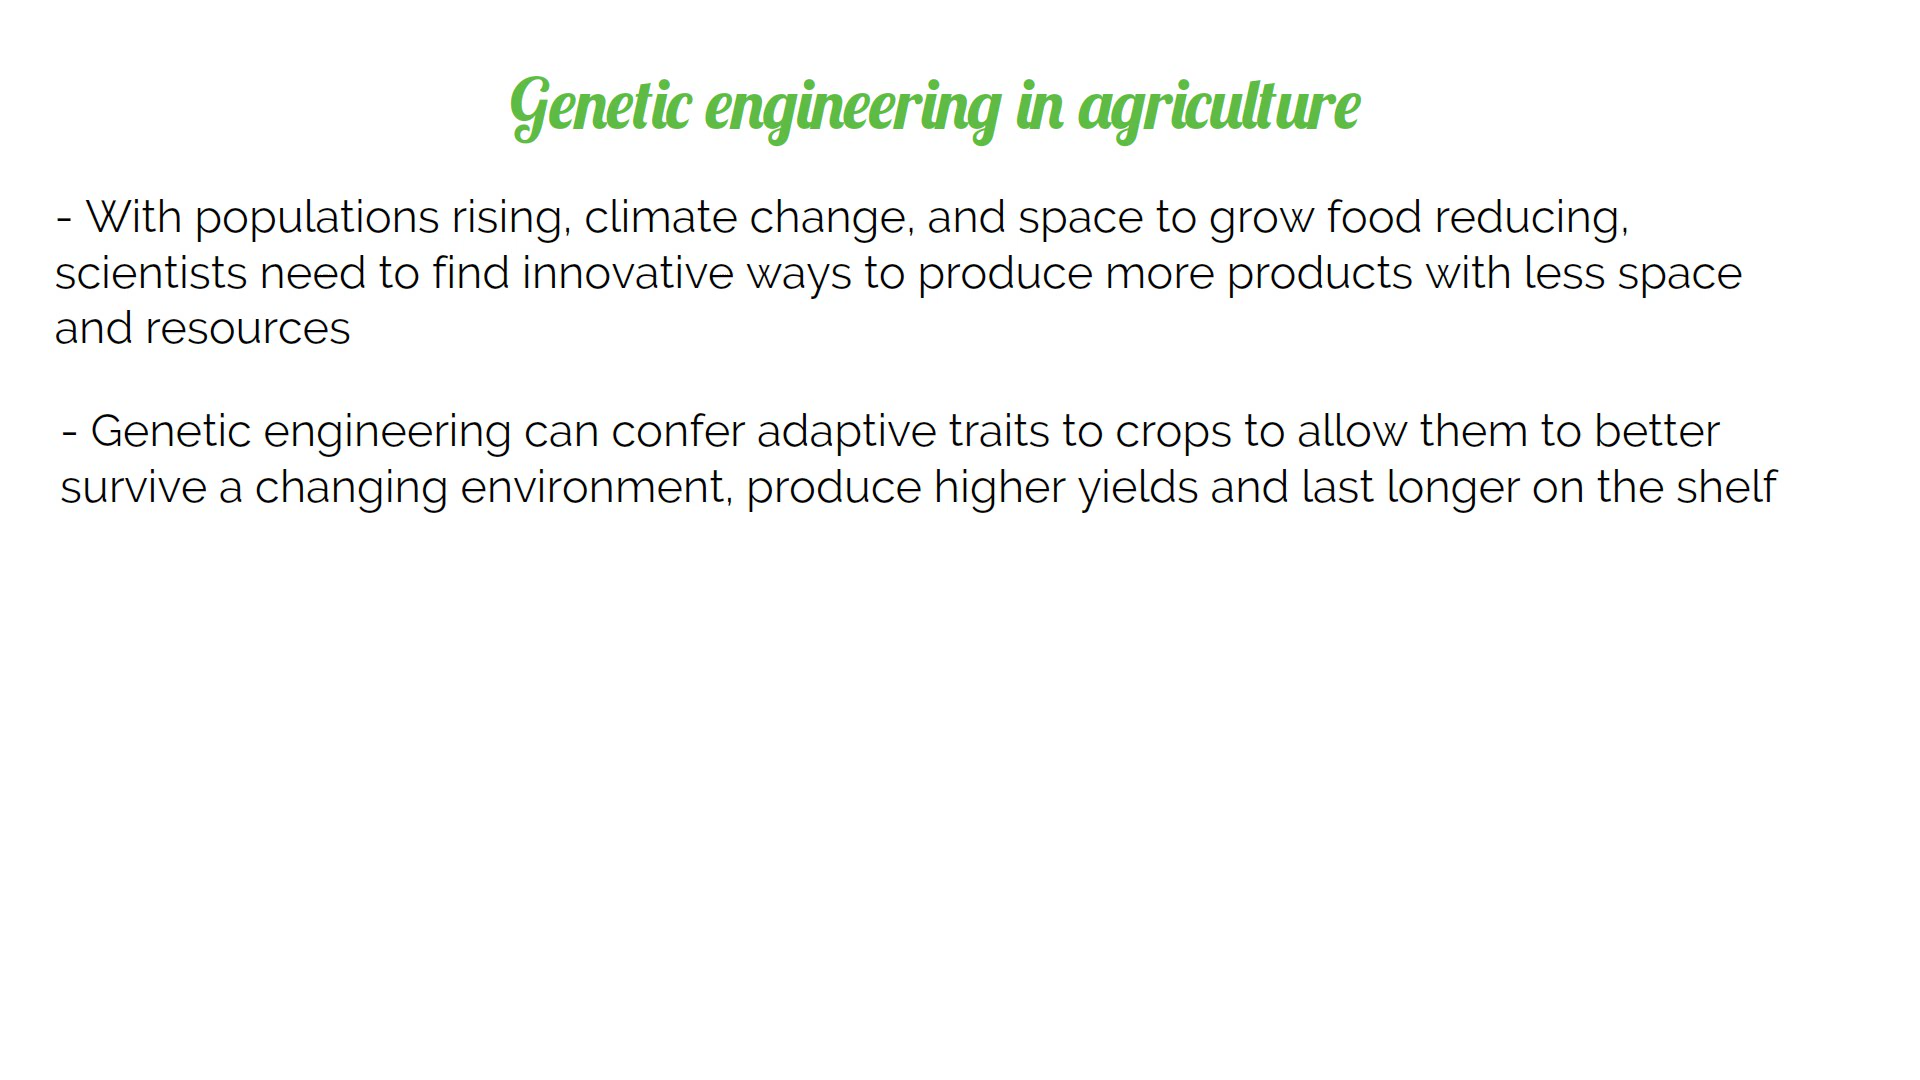 Genetic engineering in agriculture
- With populations rising, climate change, and space to grow food reducing,
scientists need to find innovative ways to produce more products with less space
and resources
- Genetic engineering can confer adaptive traits to crops to allow them to better
survive a changing environment, produce higher yields and last longer on the shelf